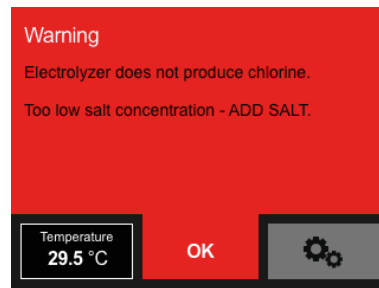 Warning
Electrolyzer does not produce chlorine.
Too low salt concentration - ADD SALT.
Temperature
29.5 °C
OK